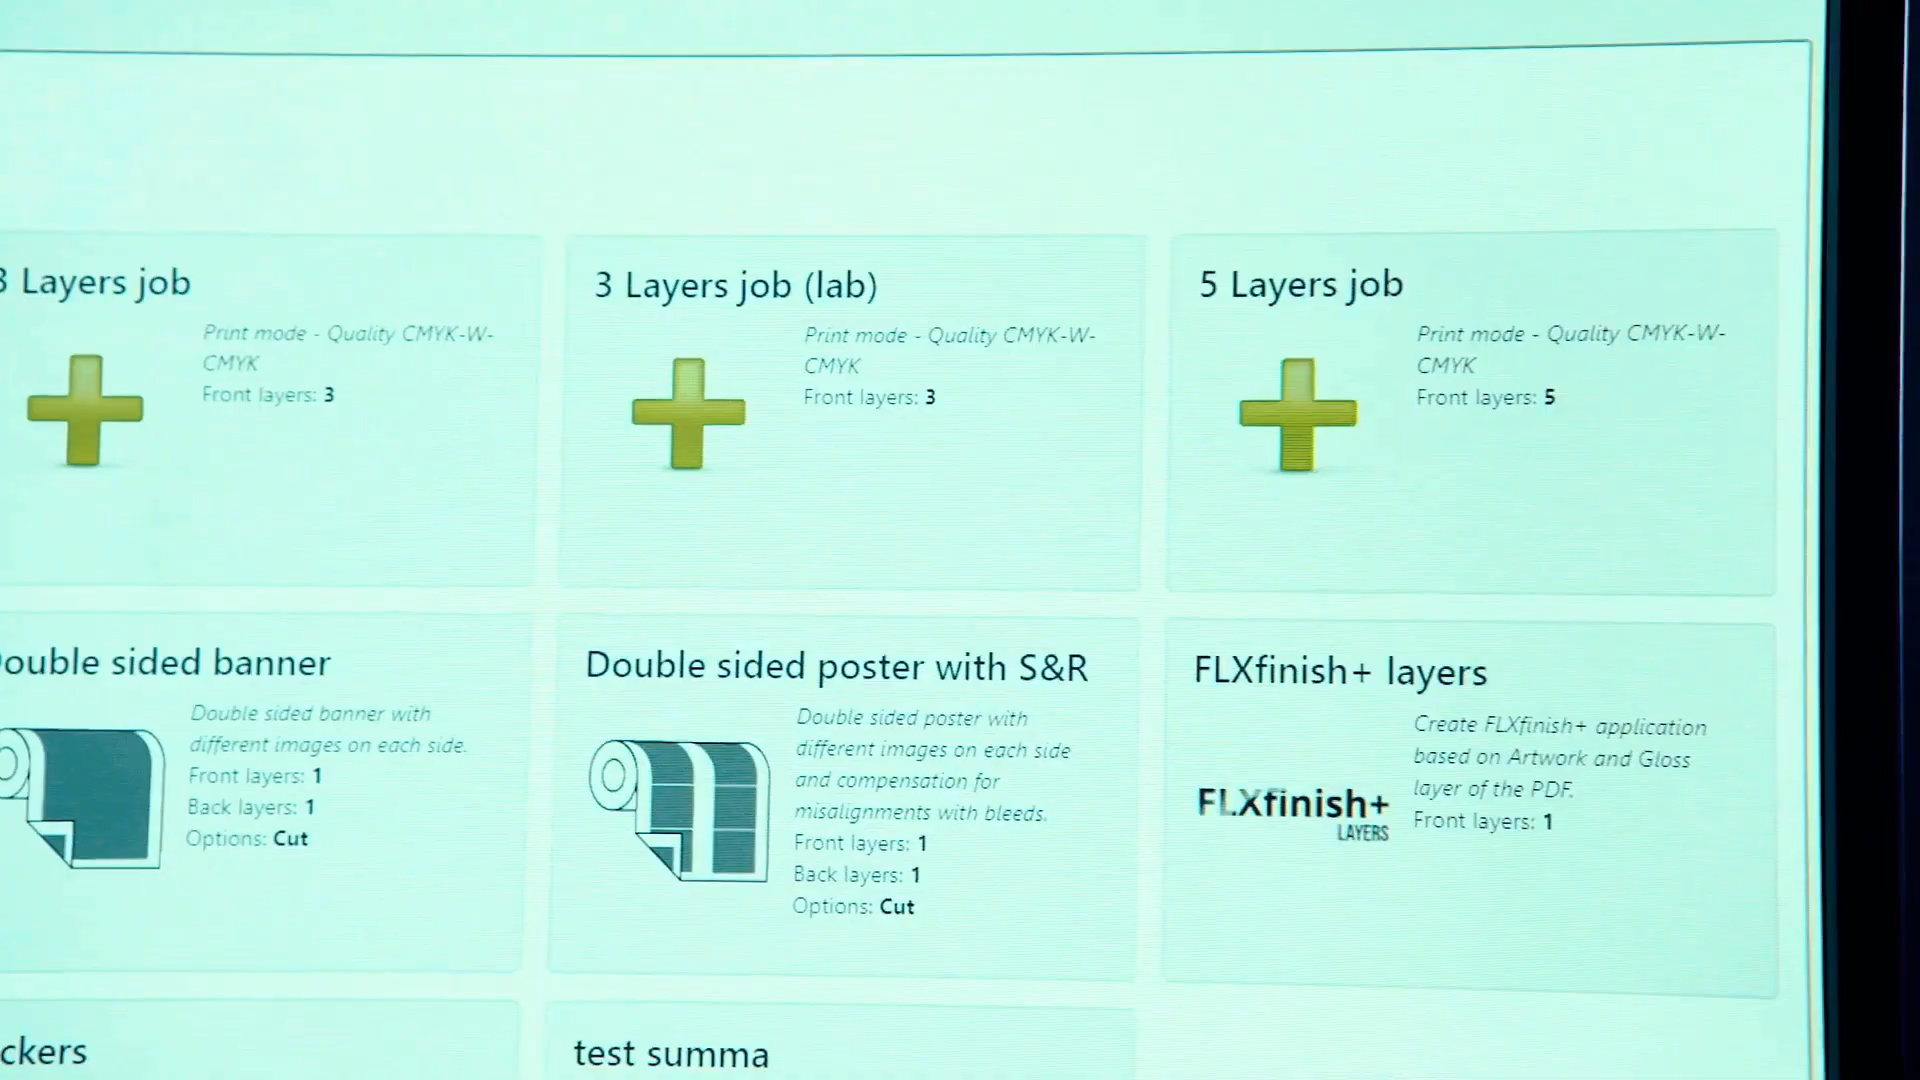 3 Layers job
Print mode - Quality CMYK-W-
CMYK
Front layers: 3
3 Layers job (lab)
Print mode - Quality CMYK-W-
CMYK
Front layers: 3
5 Layers job
Print mode - Quality CMYK-W-
CMYK
Front layers: 5
ouble sided banner
Double sided banner with
different images on each side.
Front layers: 1
Back layers: 1
Options: Cut
Double sided poster with S&R
Double sided poster with
different images on each side
and compensation for
misalignments with bleeds.
Front layers: 1
Back layers: 1
Options: Cut
FLXfinish+ layers
FLXfinish+
LAYERS
Create FLXfinish+ application
based on Artwork and Gloss
layer of the PDF.
Front layers: 1
ckers
test summa